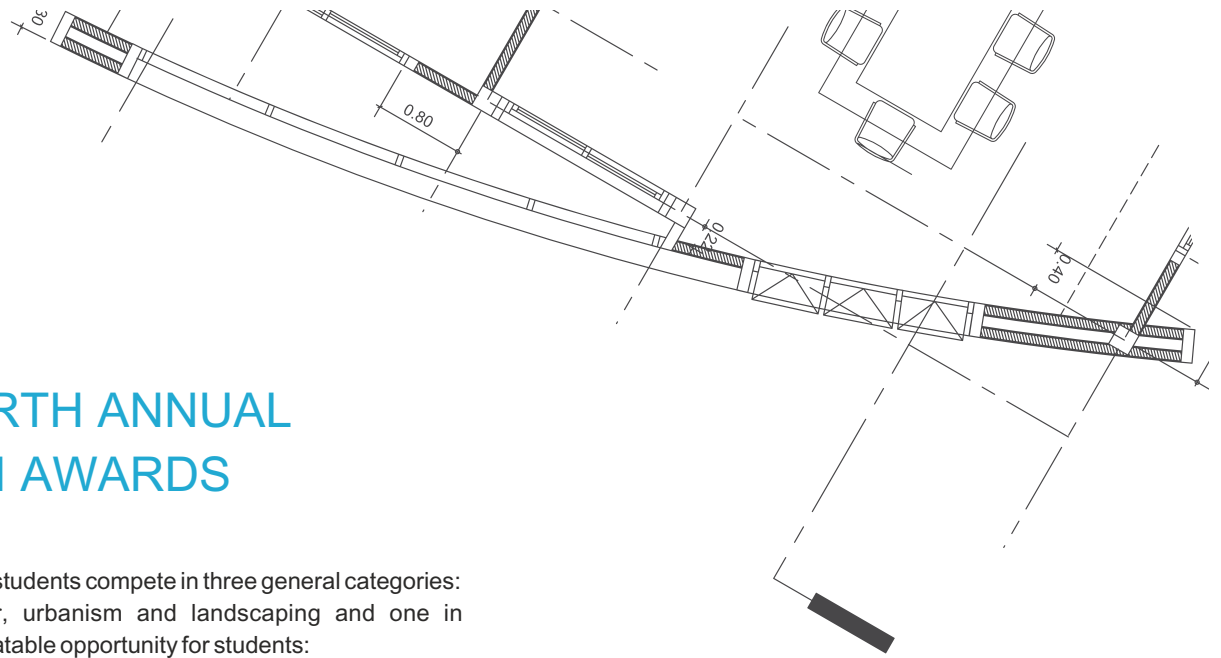 30
0.80
0.40
RTH ANNUAL
AWARDS
students compete in three general categories:
, urbanism and landscaping and one in
atable opportunity for students: